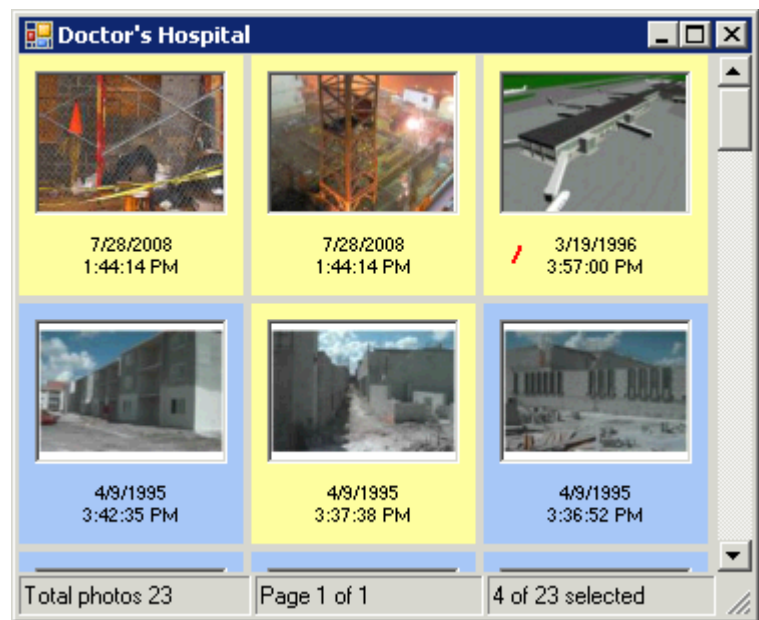 Doctor's Hospital
7/28/2008
1:44:14 PM
7/28/2008
1:44:14 PM
3/19/1996
3:57:00 PM
4/9/1995
3:42:35 PM
4/9/1995
3:37:38 PM
4/9/1995
3:36:52 PM
Total photos 23
Page 1 of 1
4 of 23 selected